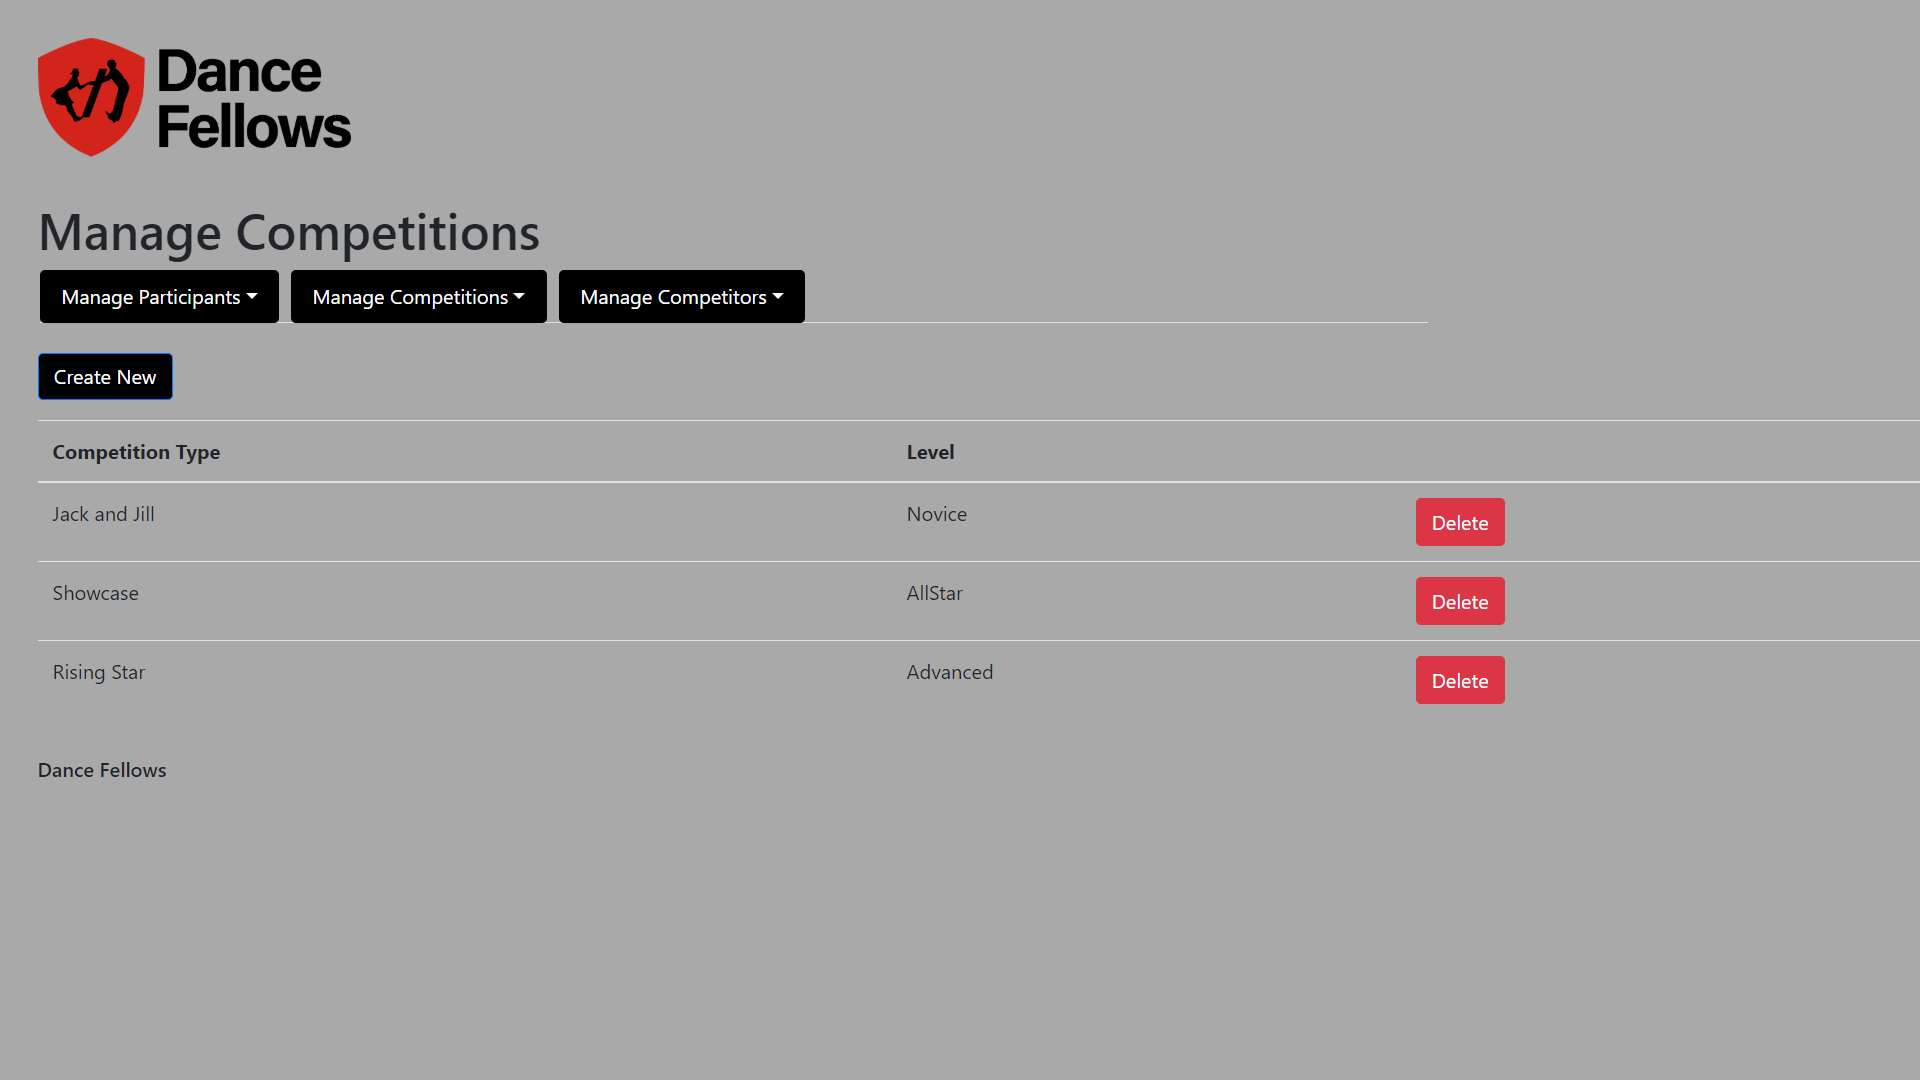 Dance
Fellows
Manage Competitions
Manage Participants Manage Competitions Manage Competitors
Create New
Competition Type Level
Jack and Jill Novice Delete
Showcase AllStar Delete
Rising Star Advanced Delete
Dance Fellows